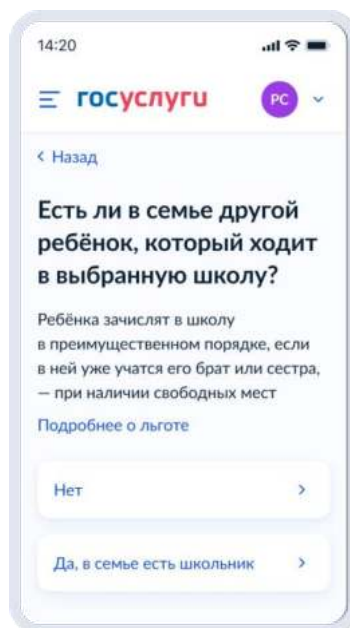 14:20
госуслуги
РС
Назад
Есть ли в семье другой
ребёнок, который ходит
в выбранную школу?
Ребёнка зачислят в школу
в преимущественном порядке, если
в ней уже учатся его брат или сестра,
— при наличии свободных мест
Подробнее о льготе
Нет
Да, в семье есть школьник